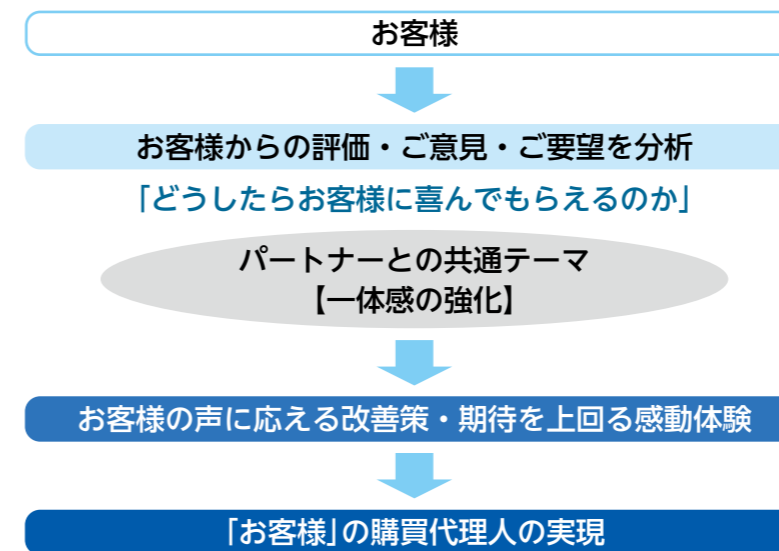 お客様
お客様からの評価・ご意見・ご要望を分析
「どうしたらお客様に喜んでもらえるのか」
パートナーとの共通テーマ
【一体感の強化】
お客様の声に応える改善策・期待を上回る感動体験
「お客様」の購買代理人の実現